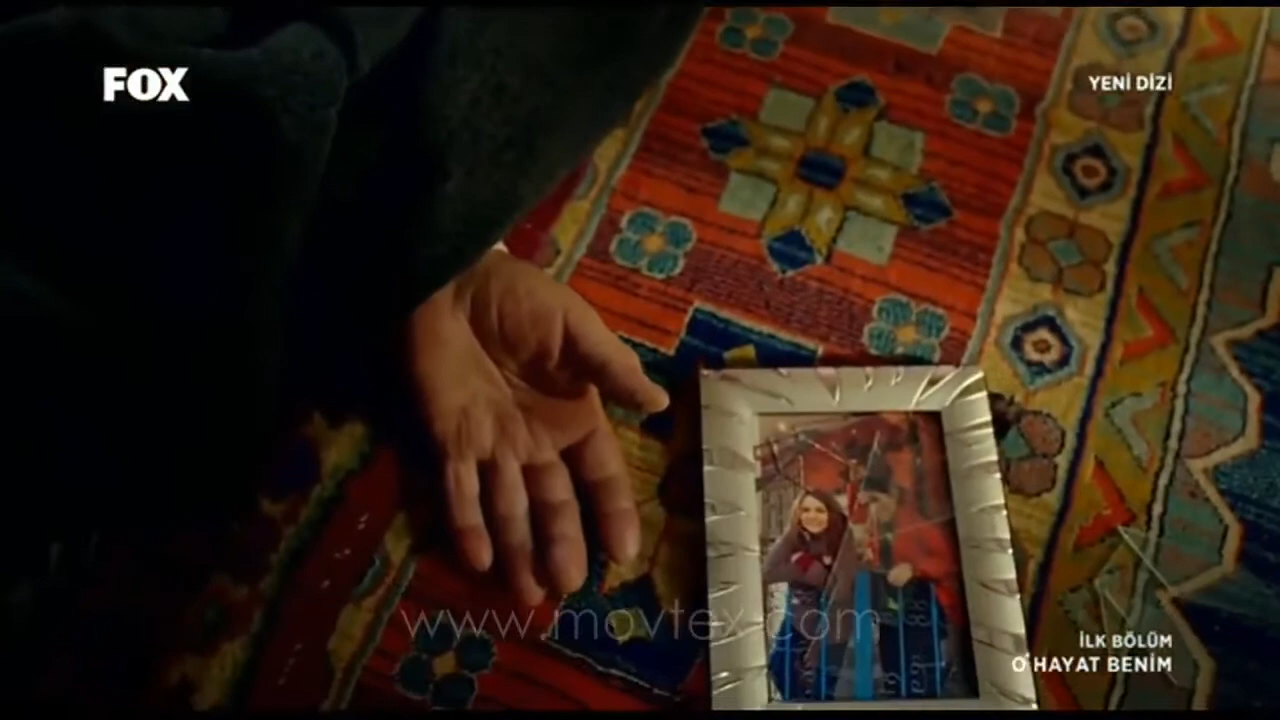 FOX
YENİ DİZİ
www.movtex.com
İLK BÖLÜM
O HAYAT BENİM